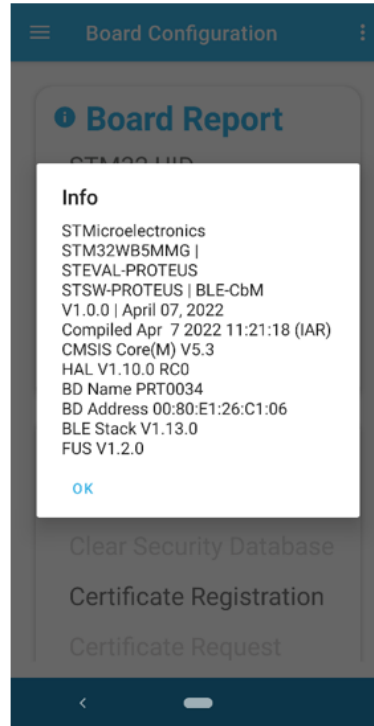 Board Configuration
Board Report
STM32 UID
Info
STMicroelectronics
STM32WB5MMG |
STEVAL-PROTEUS
STSW-PROTEUS | BLE-CbM
V1.0.0 | April 07, 2022
Compiled Apr  7 2022 11:21:18 (IAR)
CMSIS Core(M) V5.3
HAL V1.10.0 RC0
BD Name PRT0034
BD Address 00:80:E1:26:C1:06
BLE Stack V1.13.0
FUS V1.2.0
OK
Clear Security Database
Certificate Registration
Certificate Request